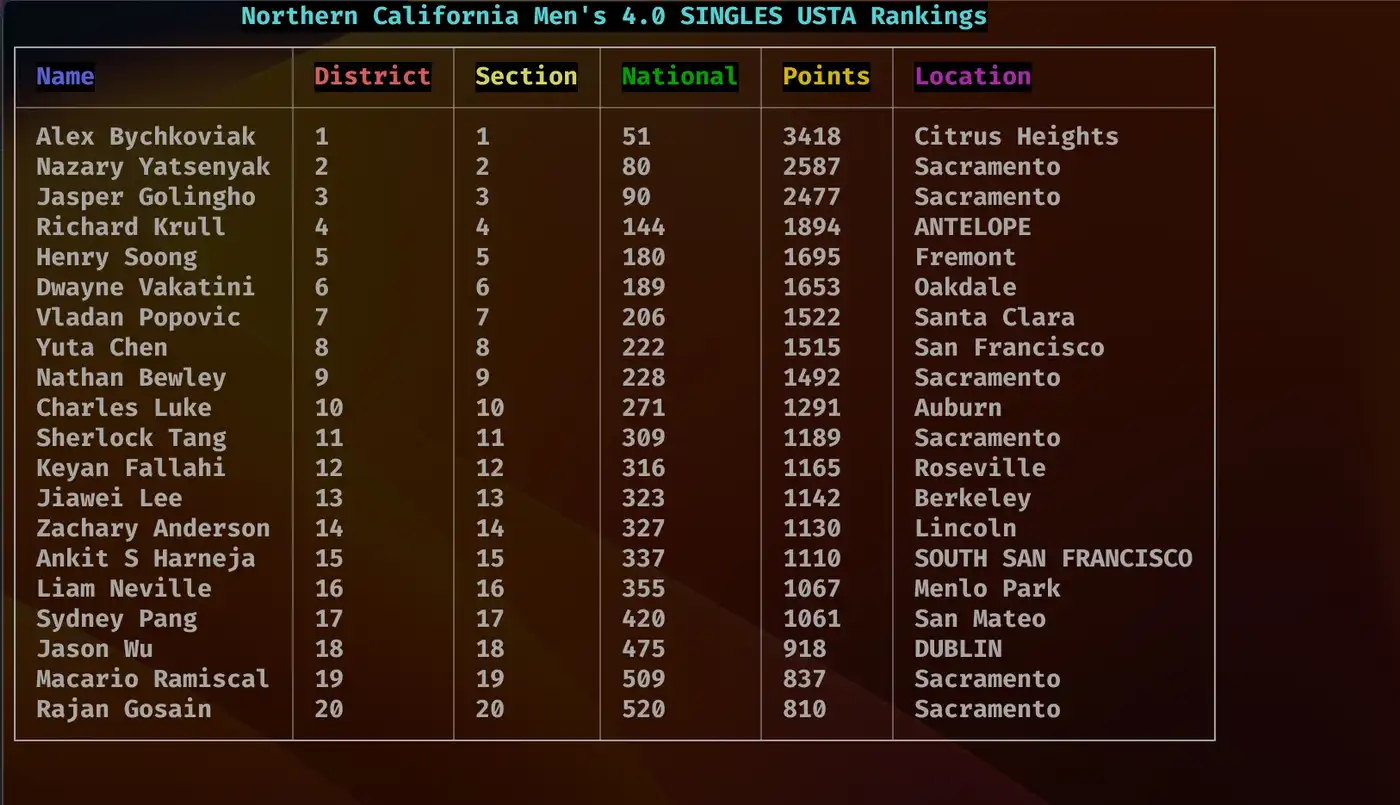 Northern California Men's 4.0 SINGLES USTA Rankings
Name District Section National Points Location
Alex Bychkoviak 1 1 51 3418 Citrus Heights
Nazary Yatsenyak 2 2 80 2587 Sacramento
Jasper Golingho 3 3 90 2477 Sacramento
Richard Krull 4 4 144 1894 ANTELOPE
Henry Soong 5 5 180 1695 Fremont
Dwayne Vakatini 6 6 189 1653 Oakdale
Vladan Popovic 7 7 206 1522 Santa Clara
Yuta Chen 8 8 222 1515 San Francisco
Nathan Bewley 9 9 228 1492 Sacramento
Charles Luke 10 10 271 1291 Auburn
Sherlock Tang 11 11 309 1189 Sacramento
Keyan Fallahi 12 12 316 1165 Roseville
Jiawei Lee 13 13 323 1142 Berkeley
Zachary Anderson 14 14 327 1130 Lincoln
Ankit S Harneja 15 15 337 1110 SOUTH SAN FRANCISCO
Liam Neville 16 16 355 1067 Menlo Park
Sydney Pang 17 17 420 1061 San Mateo
Jason Wu 18 18 475 918 DUBLIN
Macario Ramiscal 19 19 509 837 Sacramento
Rajan Gosain 20 20 520 810 Sacramento